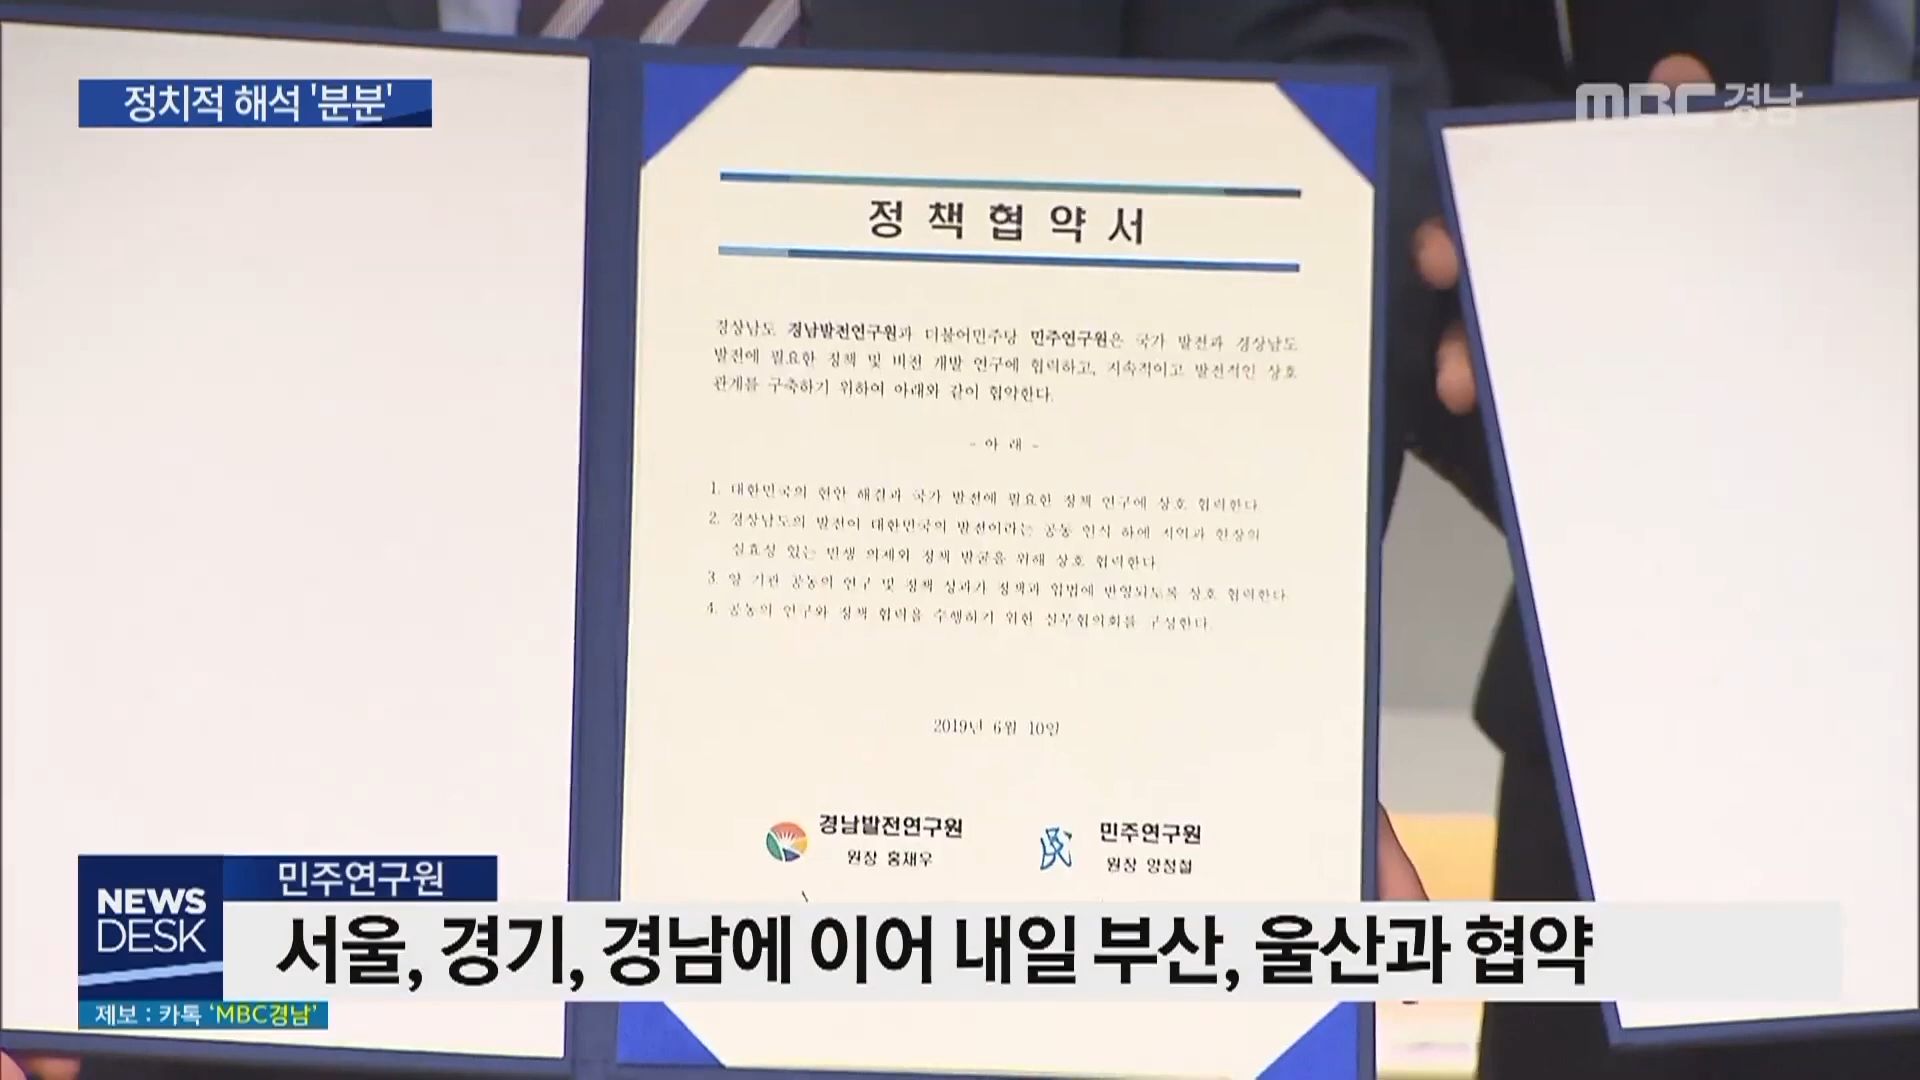 정치적 해석 '분분'
MBC경남
정 책 협 약 서
경상남도 경남발전연구원과 더불어민주당 민주연구원은 국가 발전과 경상남도
발전에 필요한 정책 및 비전 개발 연구에 협력하고, 지속적이고 발전적인 상호
관계를 구축하기 위하여 아래와 같이 협약한다.
- 아 래 -
1. 대한민국의 현안 해결과 국가 발전에 필요한 정책 연구에 상호 협력한다.
2. 경상남도의 발전이 대한민국의 발전이라는 공동 인식 하에 지역과 현장의
실효성 있는 민생 의제와 정책 발굴을 위해 상호 협력한다.
3. 양 기관 공동의 연구 및 정책 성과가 정책과 입법에 반영되도록 상호 협력한다.
4. 공동의 연구와 정책 협력을 수행하기 위한 실무협의회를 구성한다.
2019년 6월 10일
경남발전연구원
원장 홍재우
민주연구원
원장 양정철
NEWS
DESK
민주연구원
서울, 경기, 경남에 이어 내일 부산, 울산과 협약
제보 : 카톡 'MBC경남'